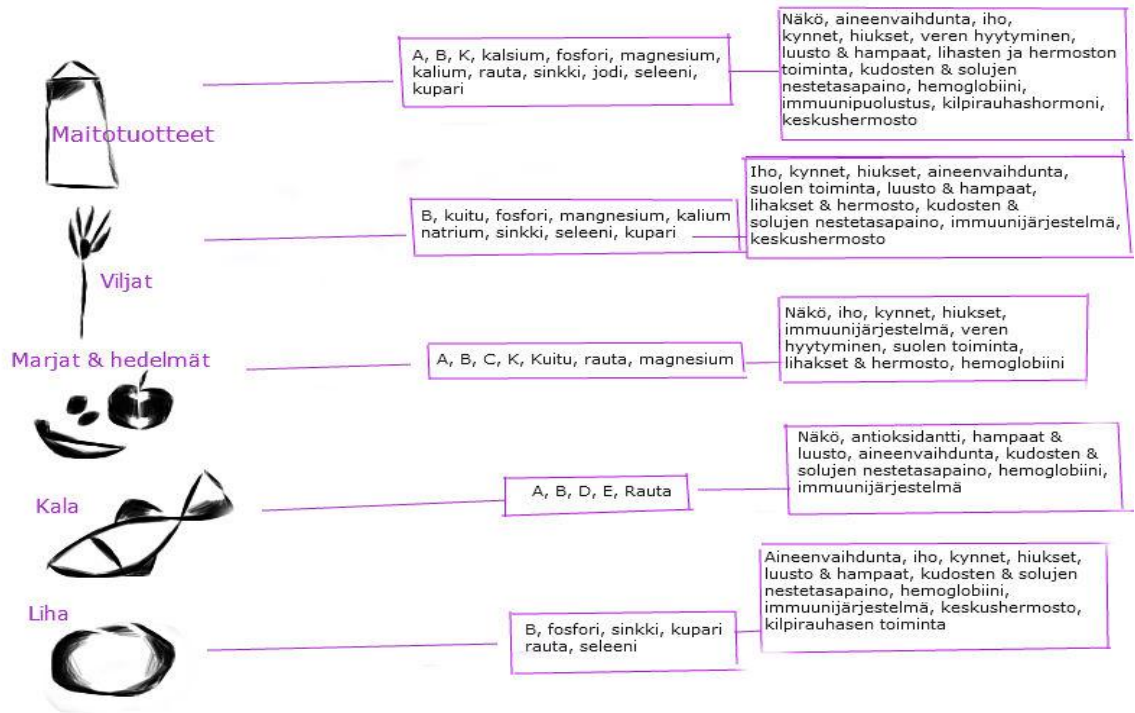 Maitotuotteet
A, B, K, kalsium, fosfori, magnesium,
kalium, rauta, sinkki, jodi, seleeni,
kupari
Näkö, aineenvaihdunta, iho,
kynnet, hiukset, veren hyytyminen,
luusto & hampaat, lihasten ja hermoston
toiminta, kudosten & solujen
nestetasapaino, hemoglobiini,
immuunipuolustus, kilpirauhashormoni,
keskushermosto
Viljat
B, kuitu, fosfori, mangnesium, kalium
natrium, sinkki, seleeni, kupari
Iho, kynnet, hiukset, aineenvaihdunta,
suolen toiminta, luusto & hampaat,
lihakset & hermosto, kudosten &
solujen nestetasapaino, immuunijärjestelmä,
keskushermosto
Marjat & hedelmät
A, B, C, K, Kuitu, rauta, magnesium
Näkö, iho, kynnet, hiukset,
immuunijärjestelmä, veren
hyytyminen, suolen toiminta,
lihakset & hermosto, hemoglobiini
Kala
A, B, D, E, Rauta
Näkö, antioksidantti, hampaat &
luusto, aineenvaihdunta, kudosten &
solujen nestetasapaino, hemoglobiini,
immuunijärjestelmä
Liha
B, fosfori, sinkki, kupari
rauta, seleeni
Aineenvaihdunta, iho, kynnet, hiukset,
luusto & hampaat, kudosten & solujen
nestetasapaino, hemoglobiini,
immuunijärjestelmä, keskushermosto,
kilpirauhasen toiminta